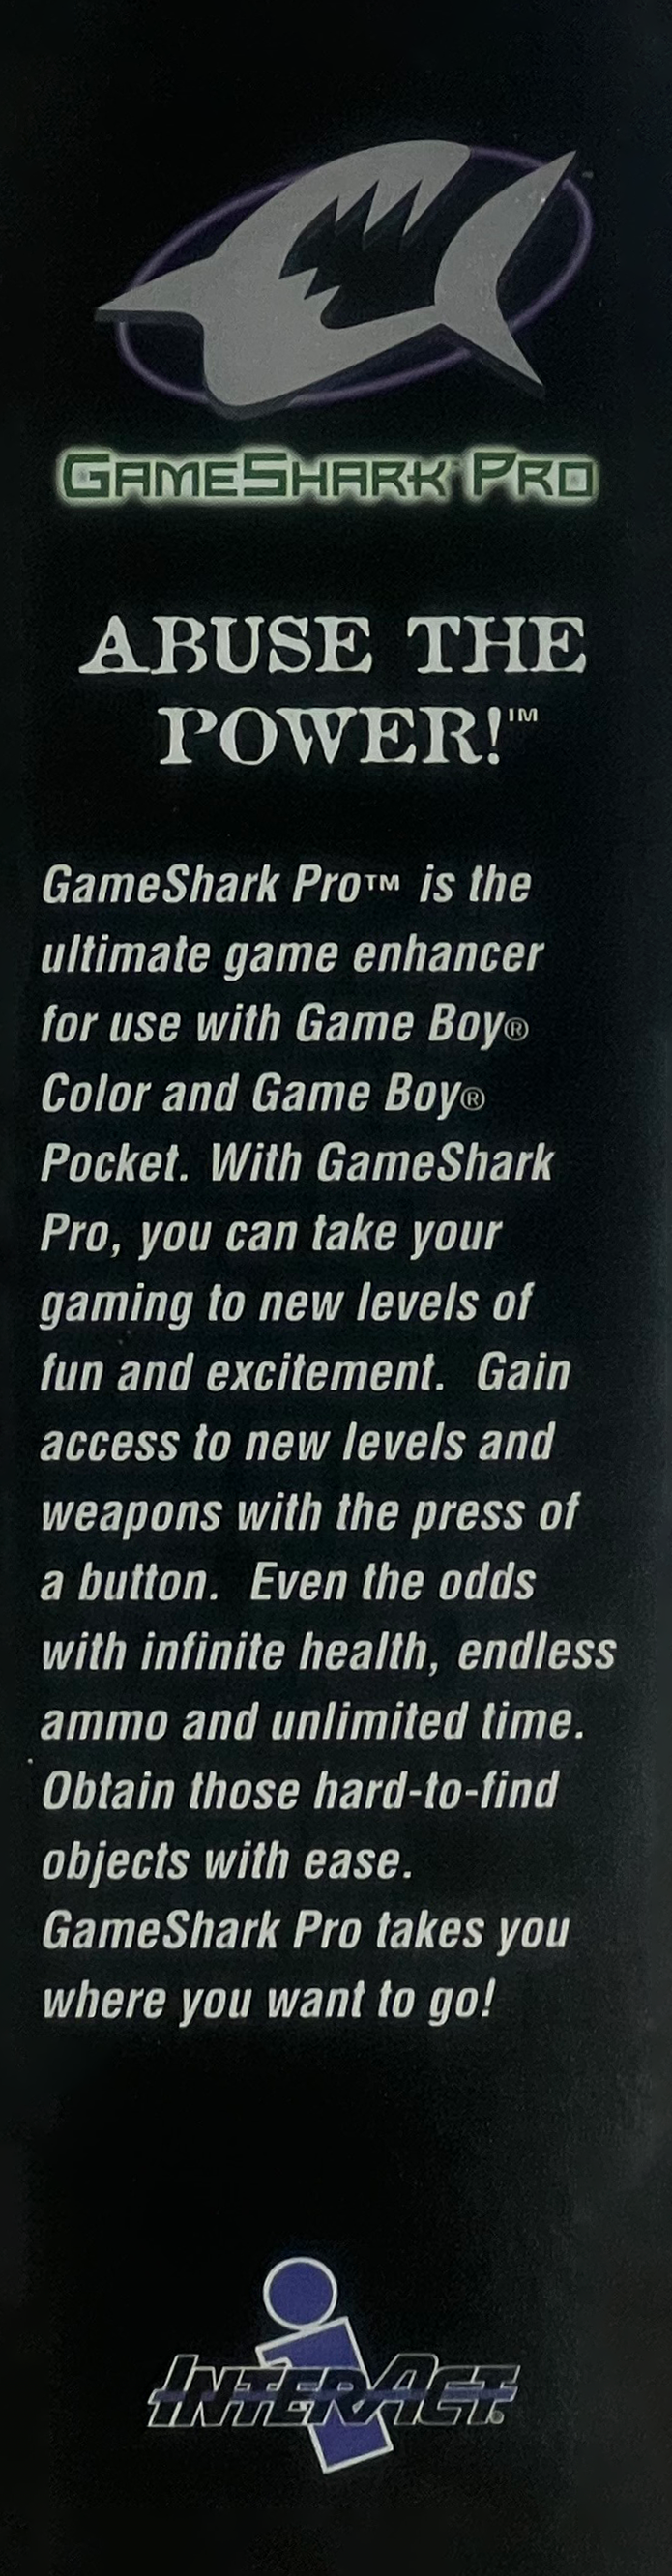 GAMESHARK PRO
ABUSE THE
POWER!™
GameShark Pro™ is the
ultimate game enhancer
for use with Game Boy®
Color and Game Boy®
Pocket. With GameShark
Pro, you can take your
gaming to new levels of
fun and excitement. Gain
access to new levels and
weapons with the press of
a button. Even the odds
with infinite health, endless
ammo and unlimited time.
Obtain those hard-to-find
objects with ease.
GameShark Pro takes you
where you want to go!
INTERACT®